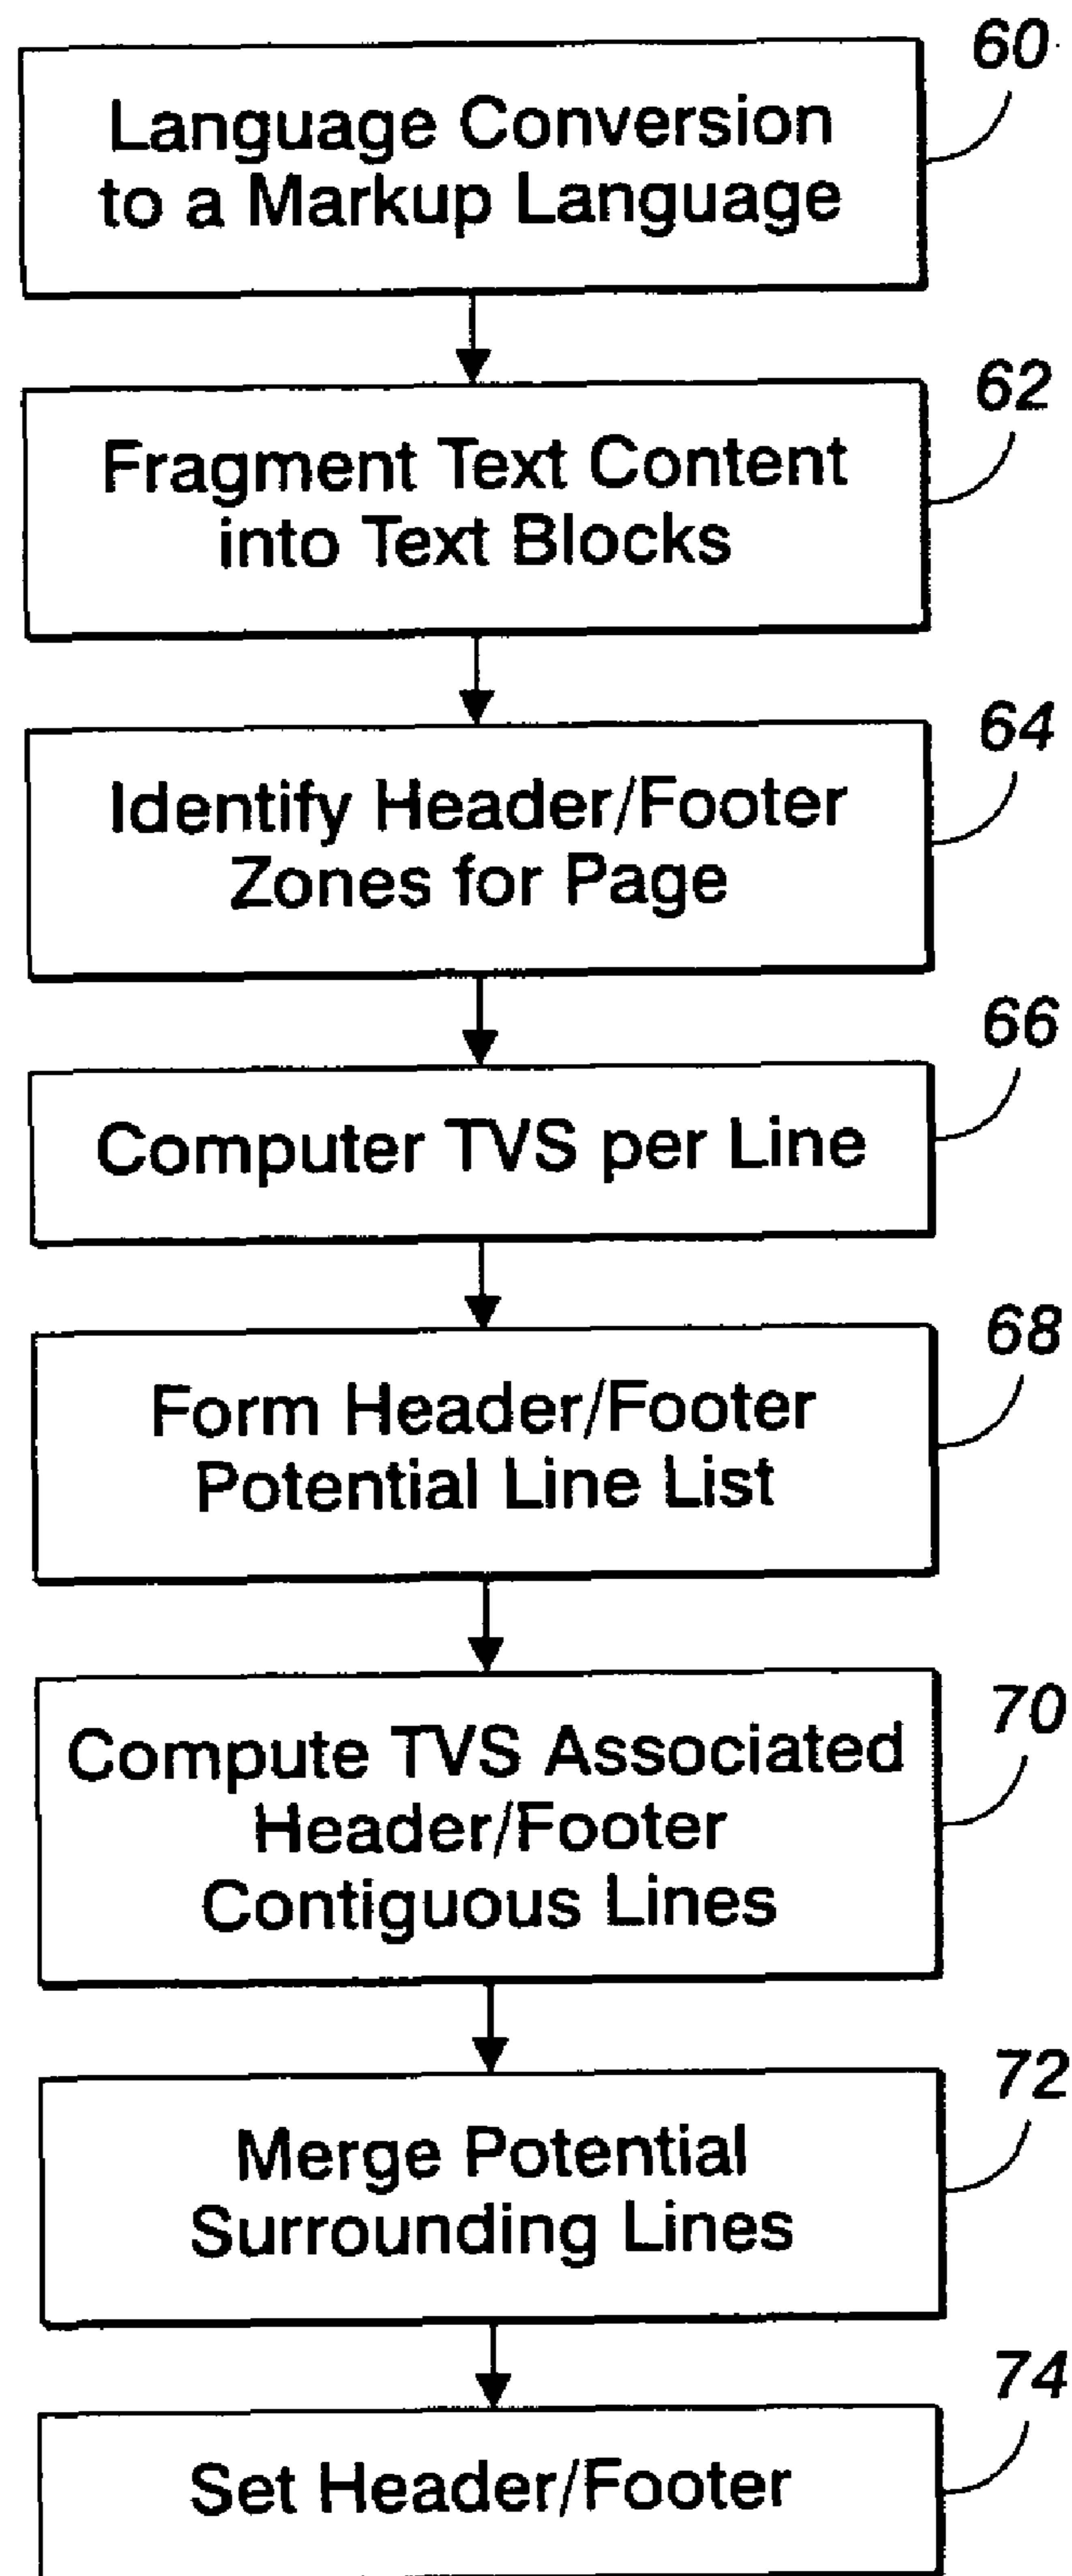 60
Language Conversion
to a Markup Language
62
Fragment Text Content
into Text Blocks
64
Identify Header/Footer
Zones for Page
66
Computer TVS per Line
68
Form Header/Footer
Potential Line List
70
Compute TVS Associated
Header/Footer
Contiguous Lines
72
Merge Potential
Surrounding Lines
74
Set Header/Footer